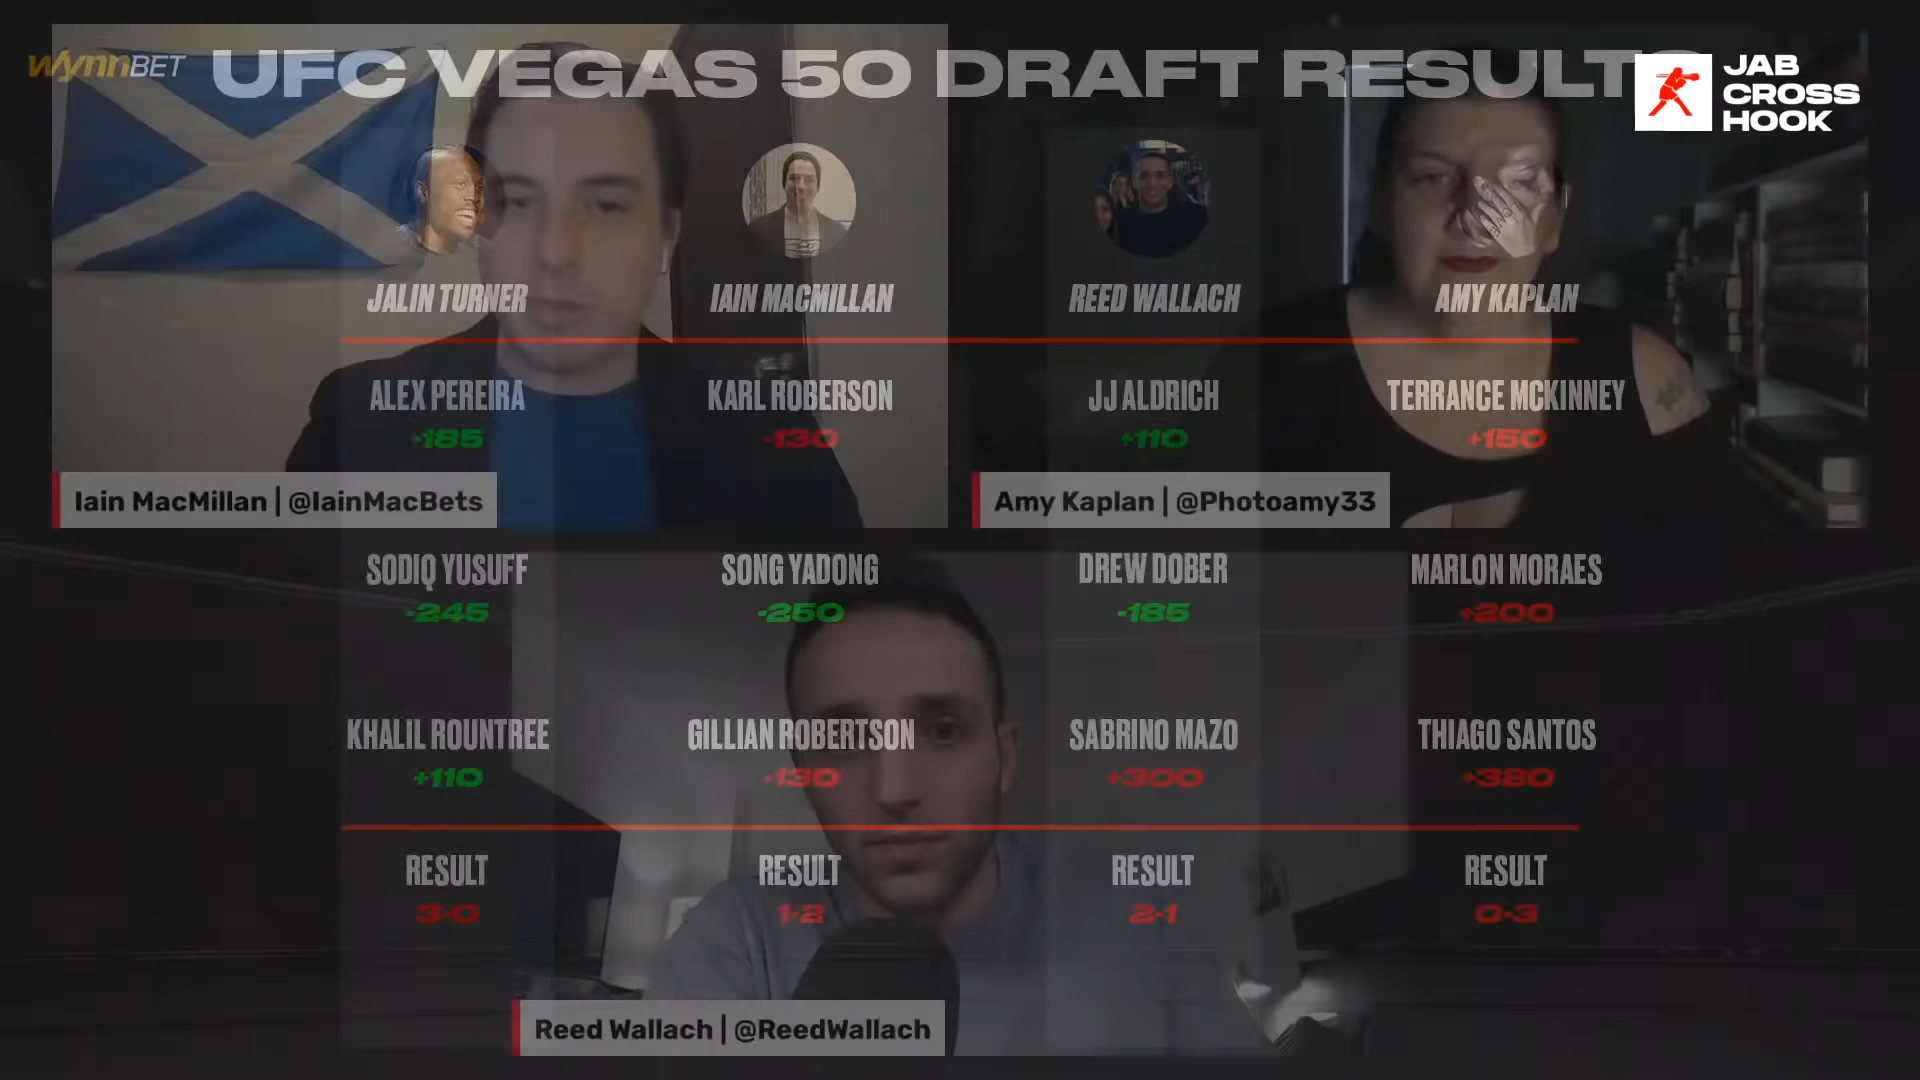 wynnBET
UFC VEGAS 50 DRAFT RESULT
JAB
CROSS
HOOK
JALIN TURNER
IAIN MACMILLAN
REED WALLACH
AMY KAPLAN
ALEX PEREIRA
-185
KARL ROBERSON
-130
JJ ALDRICH
+110
TERRANCE MCKINNEY
+150
Iain MacMillan | @IainMacBets
Amy Kaplan | @Photoamy33
SODIQ YUSUFF
-245
SONG YADONG
-250
DREW DOBER
-185
MARLON MORAES
+200
KHALIL ROUNTREE
+110
GILLIAN ROBERTSON
-130
SABRINO MAZO
+300
THIAGO SANTOS
+380
RESULT
3-0
RESULT
1-2
RESULT
2-1
RESULT
0-3
Reed Wallach | @ReedWallach